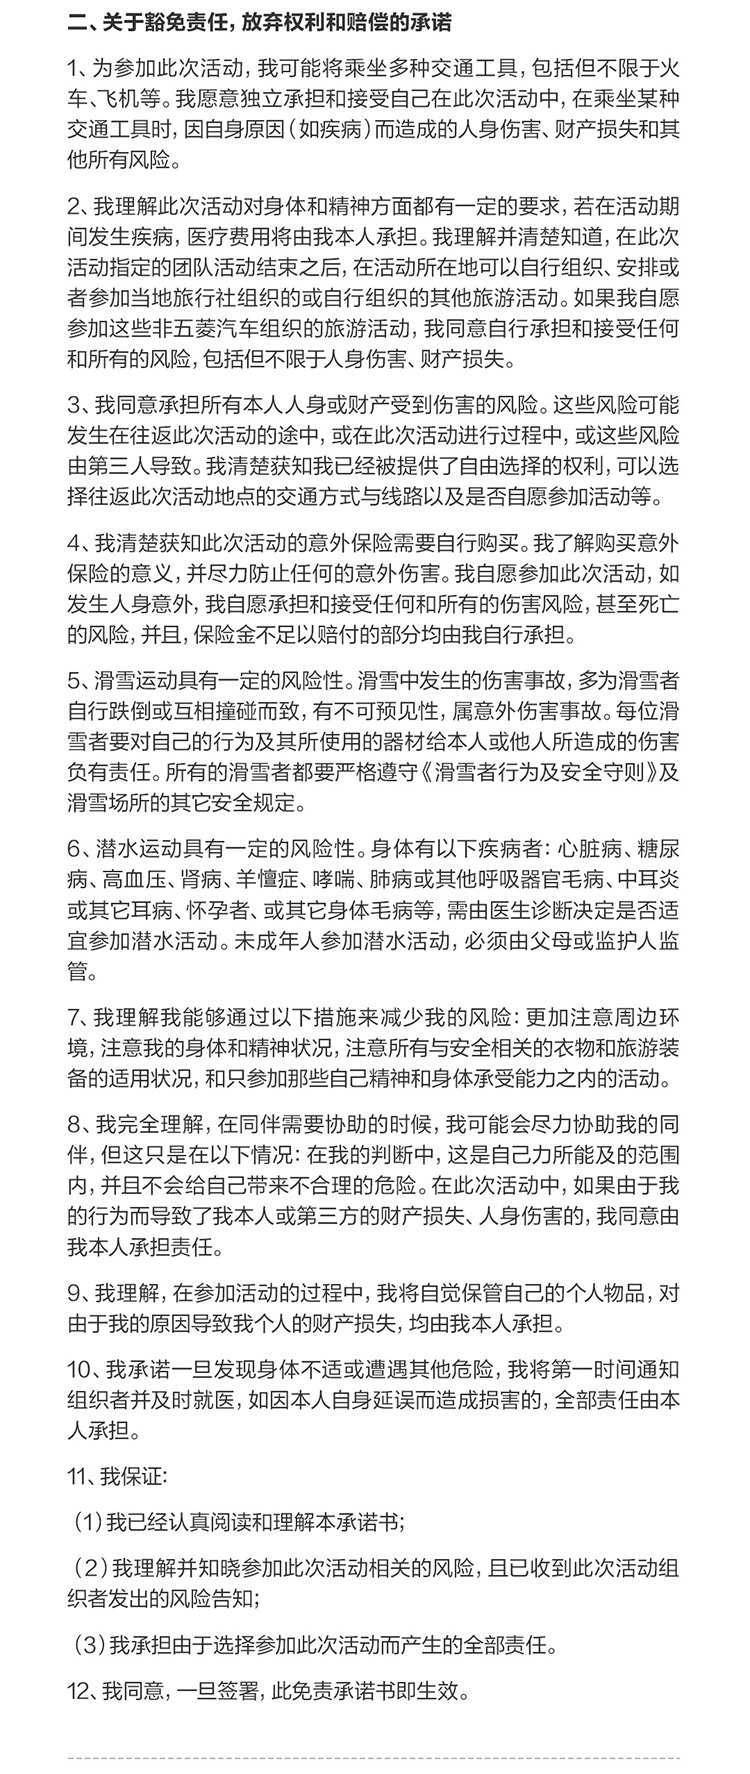 二、关于豁免责任，放弃权利和赔偿的承诺
1、为参加此次活动，我可能将乘坐多种交通工具，包括但不限于火
车、飞机等。我愿意独立承担和接受自己在此次活动中，在乘坐某种
交通工具时，因自身原因（如疾病）而造成的人身伤害、财产损失和其
他所有风险。
2、我理解此次活动对身体和精神方面都有一定的要求，若在活动期
间发生疾病，医疗费用将由我本人承担。我理解并清楚知道，在此次
活动指定的团队活动结束之后，在活动所在地可以自行组织、安排或
者参加当地旅行社组织的或自行组织的其他旅游活动。如果我自愿
参加这些非五菱汽车组织的旅游活动，我同意自行承担和接受任何
和所有的风险，包括但不限于人身伤害、财产损失。
3、我同意承担所有本人人身或财产受到伤害的风险。这些风险可能
发生在往返此次活动的途中，或在此次活动进行过程中，或这些风险
由第三人导致。我清楚获知我已经被提供了自由选择的权利，可以选
择往返此次活动地点的交通方式与线路以及是否自愿参加活动等。
4、我清楚获知此次活动的意外保险需要自行购买。我了解购买意外
保险的意义，并尽力防止任何的意外伤害。我自愿参加此次活动，如
发生人身意外，我自愿承担和接受任何和所有的伤害风险，甚至死亡
的风险，并且，保险金不足以赔付的部分均由我自行承担。
5、滑雪运动具有一定的风险性。滑雪中发生的伤害事故，多为滑雪者
自行跌倒或互相撞碰而致，有不可预见性，属意外伤害事故。每位滑
雪者要对自己的行为及其所使用的器材给本人或他人所造成的伤害
负有责任。所有的滑雪者都要严格遵守《滑雪者行为及安全守则》及
滑雪场所的其它安全规定。
6、潜水运动具有一定的风险性。身体有以下疾病者：心脏病、糖尿
病、高血压、肾病、羊癫症、哮喘、肺病或其他呼吸器官毛病、中耳炎
或其它耳病、怀孕者、或其它身体毛病等，需由医生诊断决定是否适
宜参加潜水活动。未成年人参加潜水活动，必须由父母或监护人监
管。
7、我理解我能够通过以下措施来减少我的风险：更加注意周边环
境，注意我的身体和精神状况，注意所有与安全相关的衣物和旅游装
备的适用状况，和只参加那些自己精神和身体承受能力之内的活动。
8、我完全理解，在同伴需要协助的时候，我可能会尽力协助我的同
伴，但这只是在以下情况：在我的判断中，这是自己力所能及的范围
内，并且不会给自己带来不合理的危险。在此次活动中，如果由于我
的行为而导致了我本人或第三方的财产损失、人身伤害的，我同意由
我本人承担责任。
9、我理解，在参加活动的过程中，我将自觉保管自己的个人物品，对
由于我的原因导致我个人的财产损失，均由我本人承担。
10、我承诺一旦发现身体不适或遭遇其他危险，我将第一时间通知
组织者并及时就医，如因本人自身延误而造成损害的，全部责任由本
人承担。
11、我保证：
（1）我已经认真阅读和理解本承诺书；
（2）我理解并知晓参加此次活动相关的风险，且已收到此次活动组
织者发出的风险告知；
（3）我承担由于选择参加此次活动而产生的全部责任。
12、我同意，一旦签署，此免责承诺书即生效。